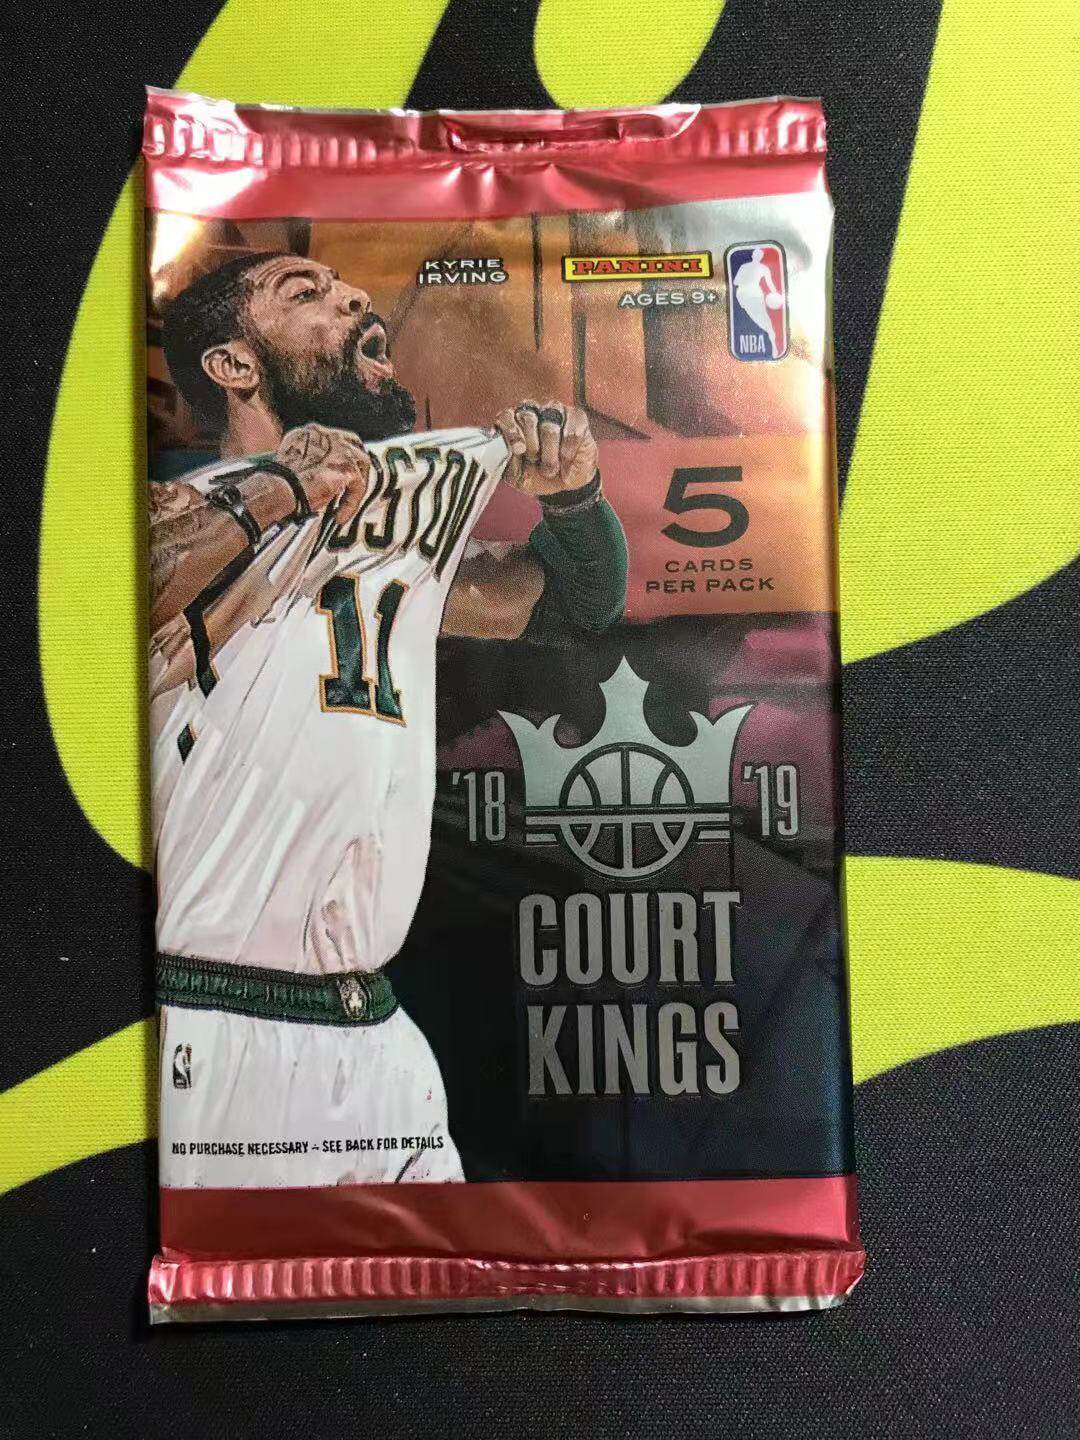 KYRIE
IRVING
PANINI
AGES 9+
NBA
5
CARDS
PER PACK
BOSTON
11
'18 '19
COURT
KINGS
NO PURCHASE NECESSARY - SEE BACK FOR DETAILS